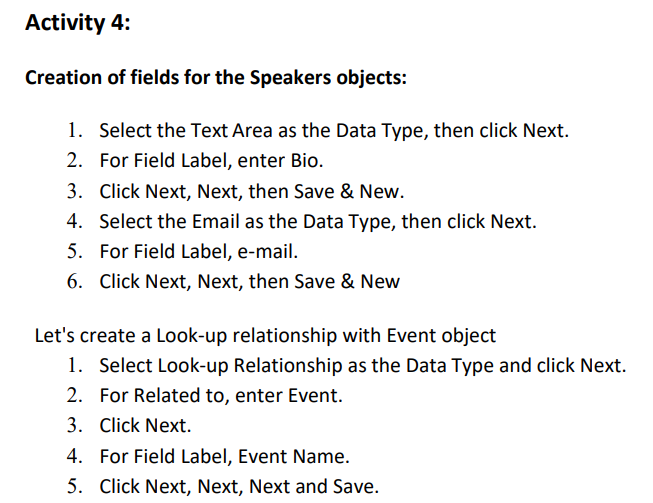 Activity 4:
Creation of fields for the Speakers objects:
1. Select the Text Area as the Data Type, then click Next.
2. For Field Label, enter Bio.
3. Click Next, Next, then Save & New.
4. Select the Email as the Data Type, then click Next.
5. For Field Label, e-mail.
6. Click Next, Next, then Save & New
Let's create a Look-up relationship with Event object
1. Select Look-up Relationship as the Data Type and click Next.
2. For Related to, enter Event.
3. Click Next.
4. For Field Label, Event Name.
5. Click Next, Next, Next and Save.